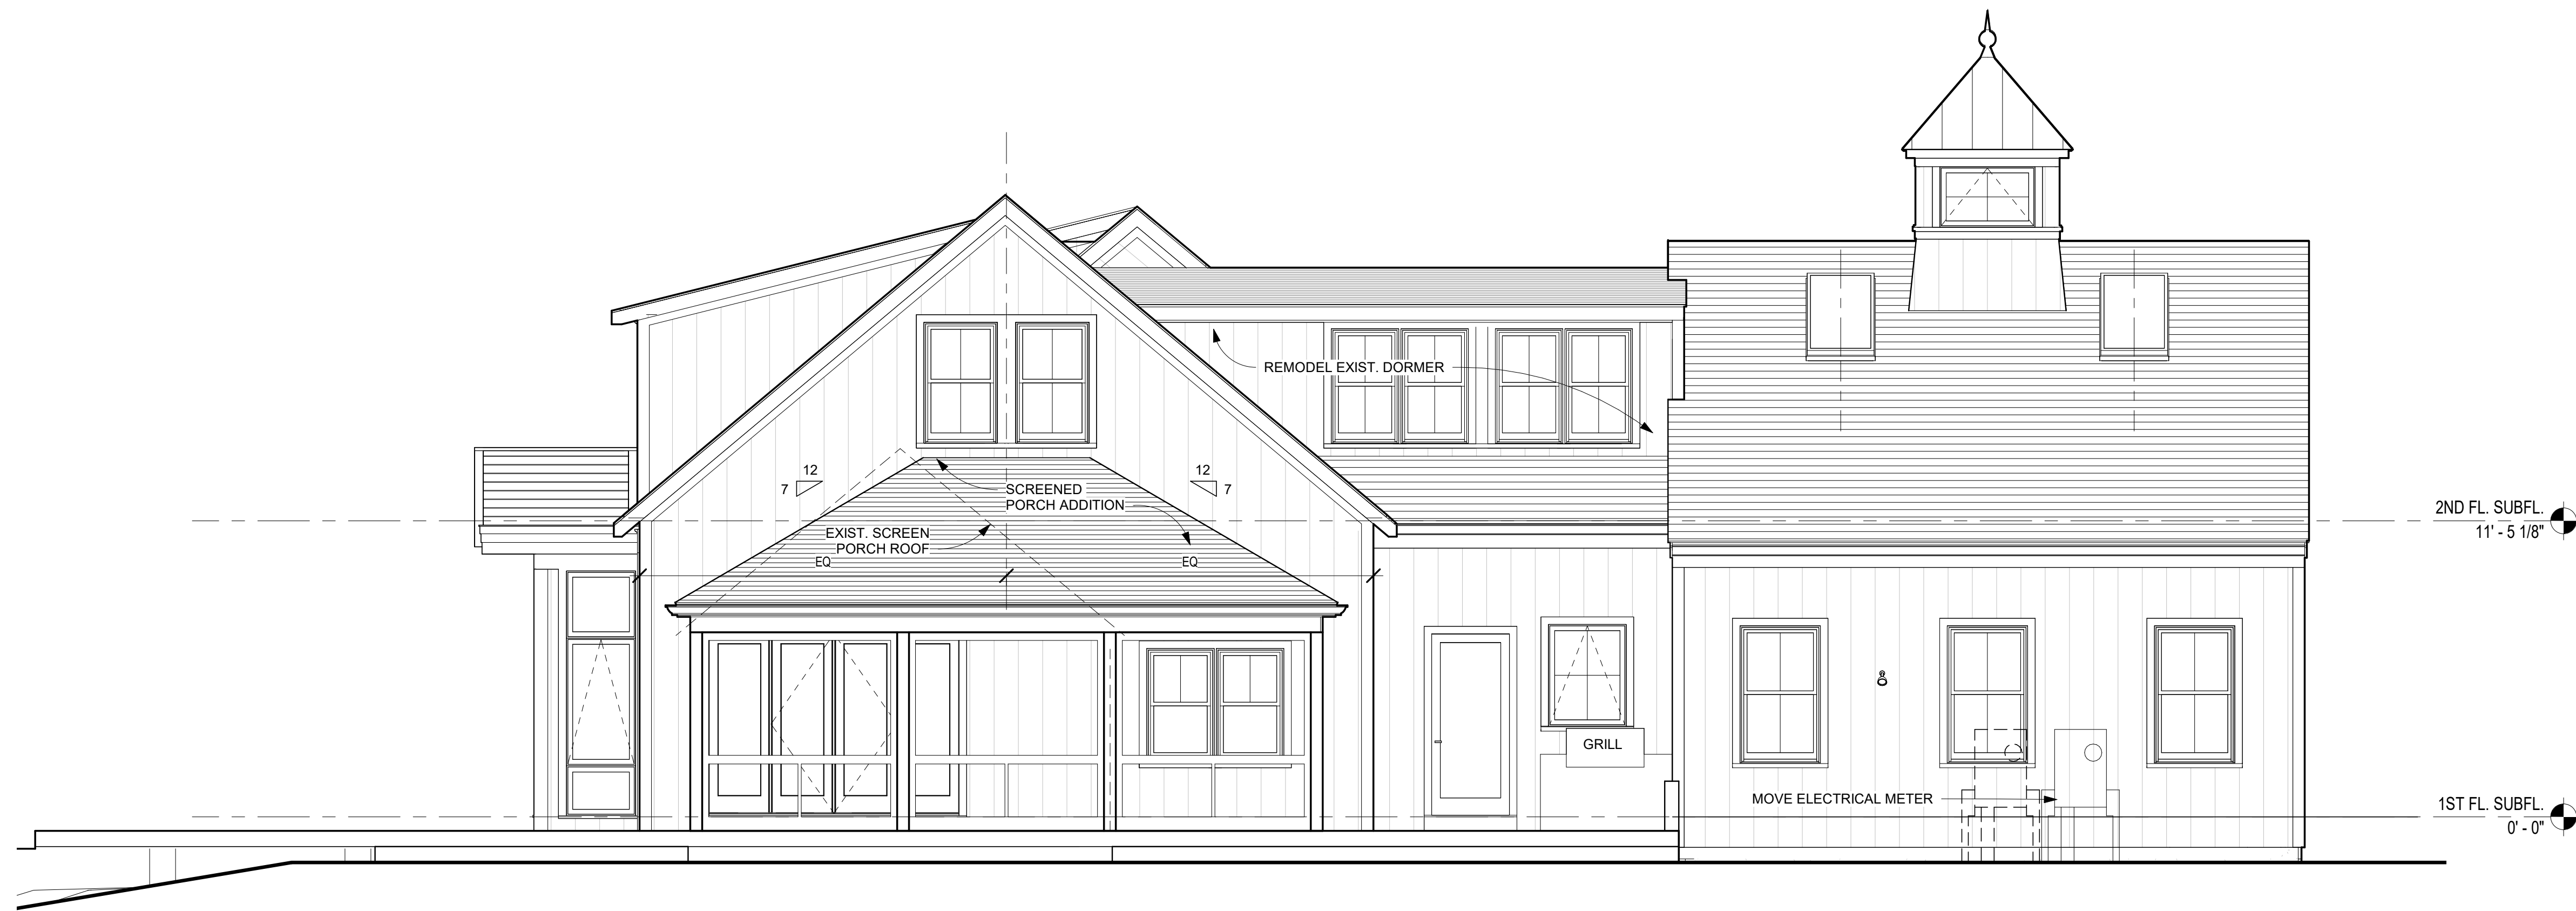 REMODEL EXIST. DORMER
12
7
12
7
SCREENED
PORCH ADDITION
EXIST. SCREEN
PORCH ROOF
EQ
EQ
2ND FL. SUBFL.
11' - 5 1/8"
GRILL
MOVE ELECTRICAL METER
1ST FL. SUBFL.
0' - 0"